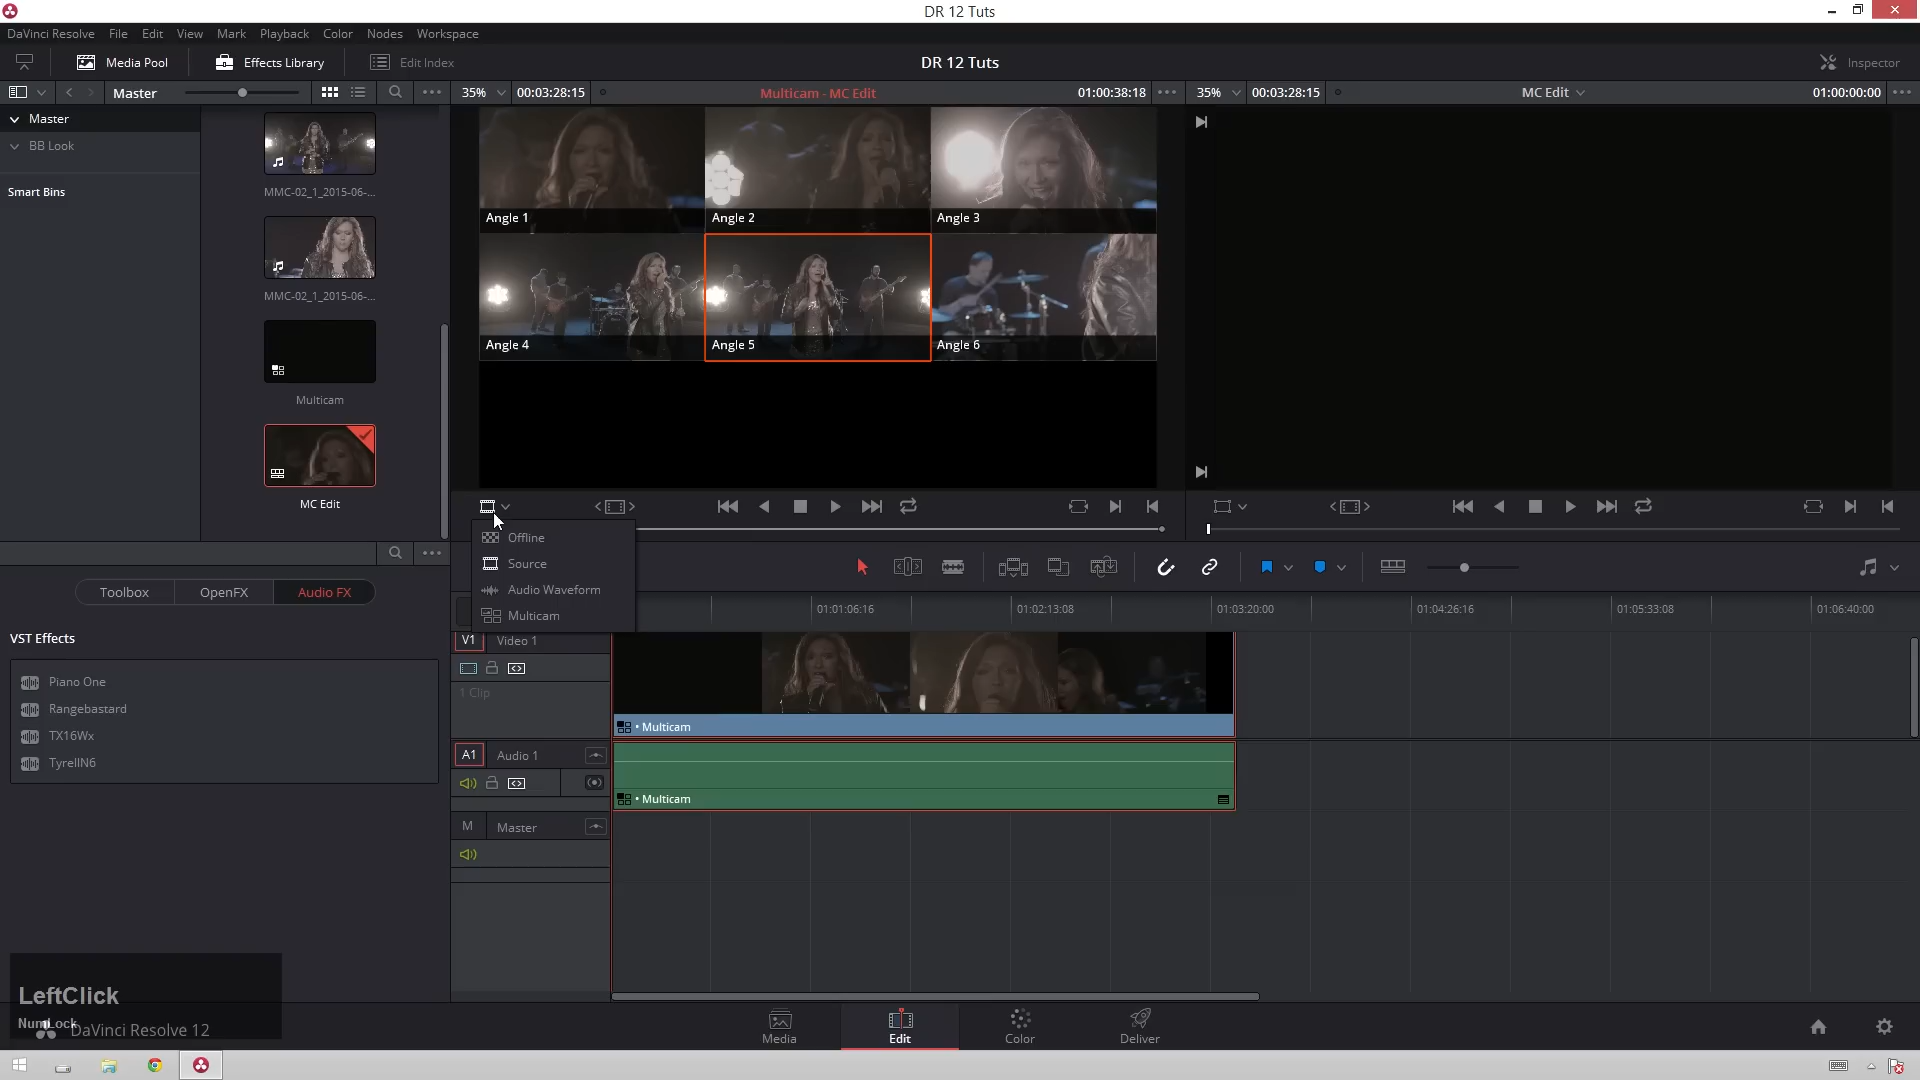 DR 12 Tuts
DaVinci Resolve File Edit View Mark Playback Color Nodes Workspace
Media Pool Effects Library Edit Index DR 12 Tuts Inspector
Master 35% 00:03:28:15 Multicam - MC Edit 01:00:38:18 35% 00:03:28:15 MC Edit 01:00:00:00
Master
BB Look
Smart Bins
MMC-02_1_2015-06-...
MMC-02_1_2015-06-...
Multicam
MC Edit
Angle 1 Angle 2 Angle 3
Angle 4 Angle 5 Angle 6
Offline
Source
Audio Waveform
Multicam
Toolbox OpenFX Audio FX
VST Effects
Piano One
Rangebastard
TX16Wx
TyrellN6
01:01:06:16 01:02:13:08 01:03:20:00 01:04:26:16 01:05:33:08 01:06:40:00
V1 Video 1
1 Clip
• Multicam
A1 Audio 1
• Multicam
M Master
LeftClick
NumLock
DaVinci Resolve 12
Media Edit Color Deliver